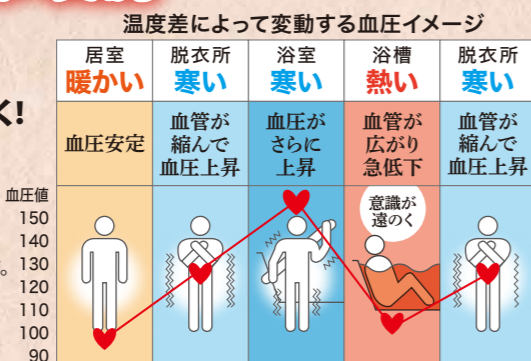 温度差によって変動する血圧イメージ
居室
暖かい
脱衣所
寒い
浴室
寒い
浴槽
熱い
脱衣所
寒い
く!
血圧安定
血管が
縮んで
血圧上昇
血圧が
さらに
上昇
血管が
広がり
急低下
血管が
縮んで
血圧上昇
血圧値
150
140
。
130
120
110
100
90
意識が
遠のく